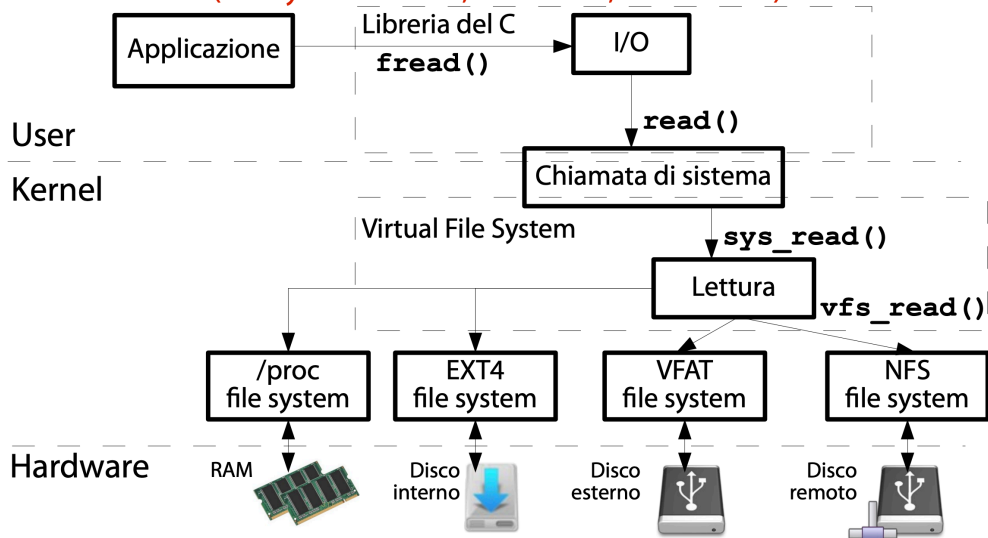 Libreria del C
Applicazione
I/O
fread()
read()
User
Chiamata di sistema
Kernel
Virtual File System
sys_read()
Lettura
vfs_read()
/proc
file system
EXT4
file system
VFAT
file system
NFS
file system
Hardware
RAM
Disco
interno
Disco
esterno
Disco
remoto